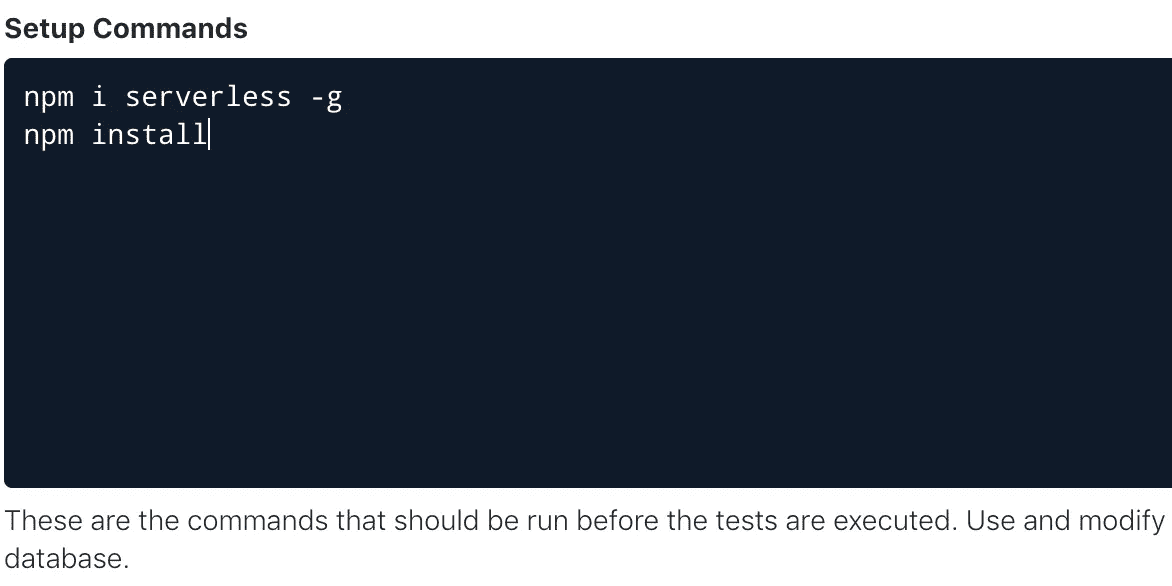 Setup Commands
npm i serverless -g
npm install
These are the commands that should be run before the tests are executed. Use and modify
database.